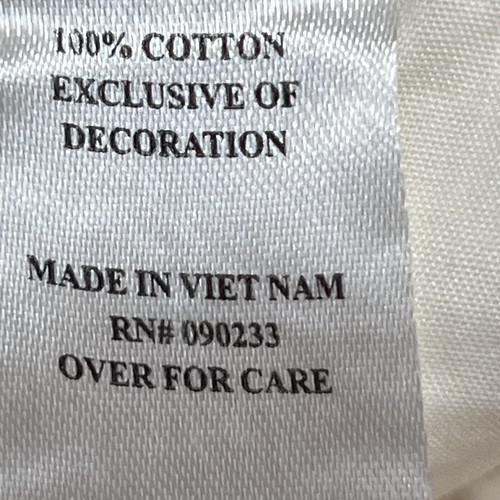 100% COTTON
EXCLUSIVE OF
DECORATION
MADE IN VIET NAM
RN# 090233
OVER FOR CARE